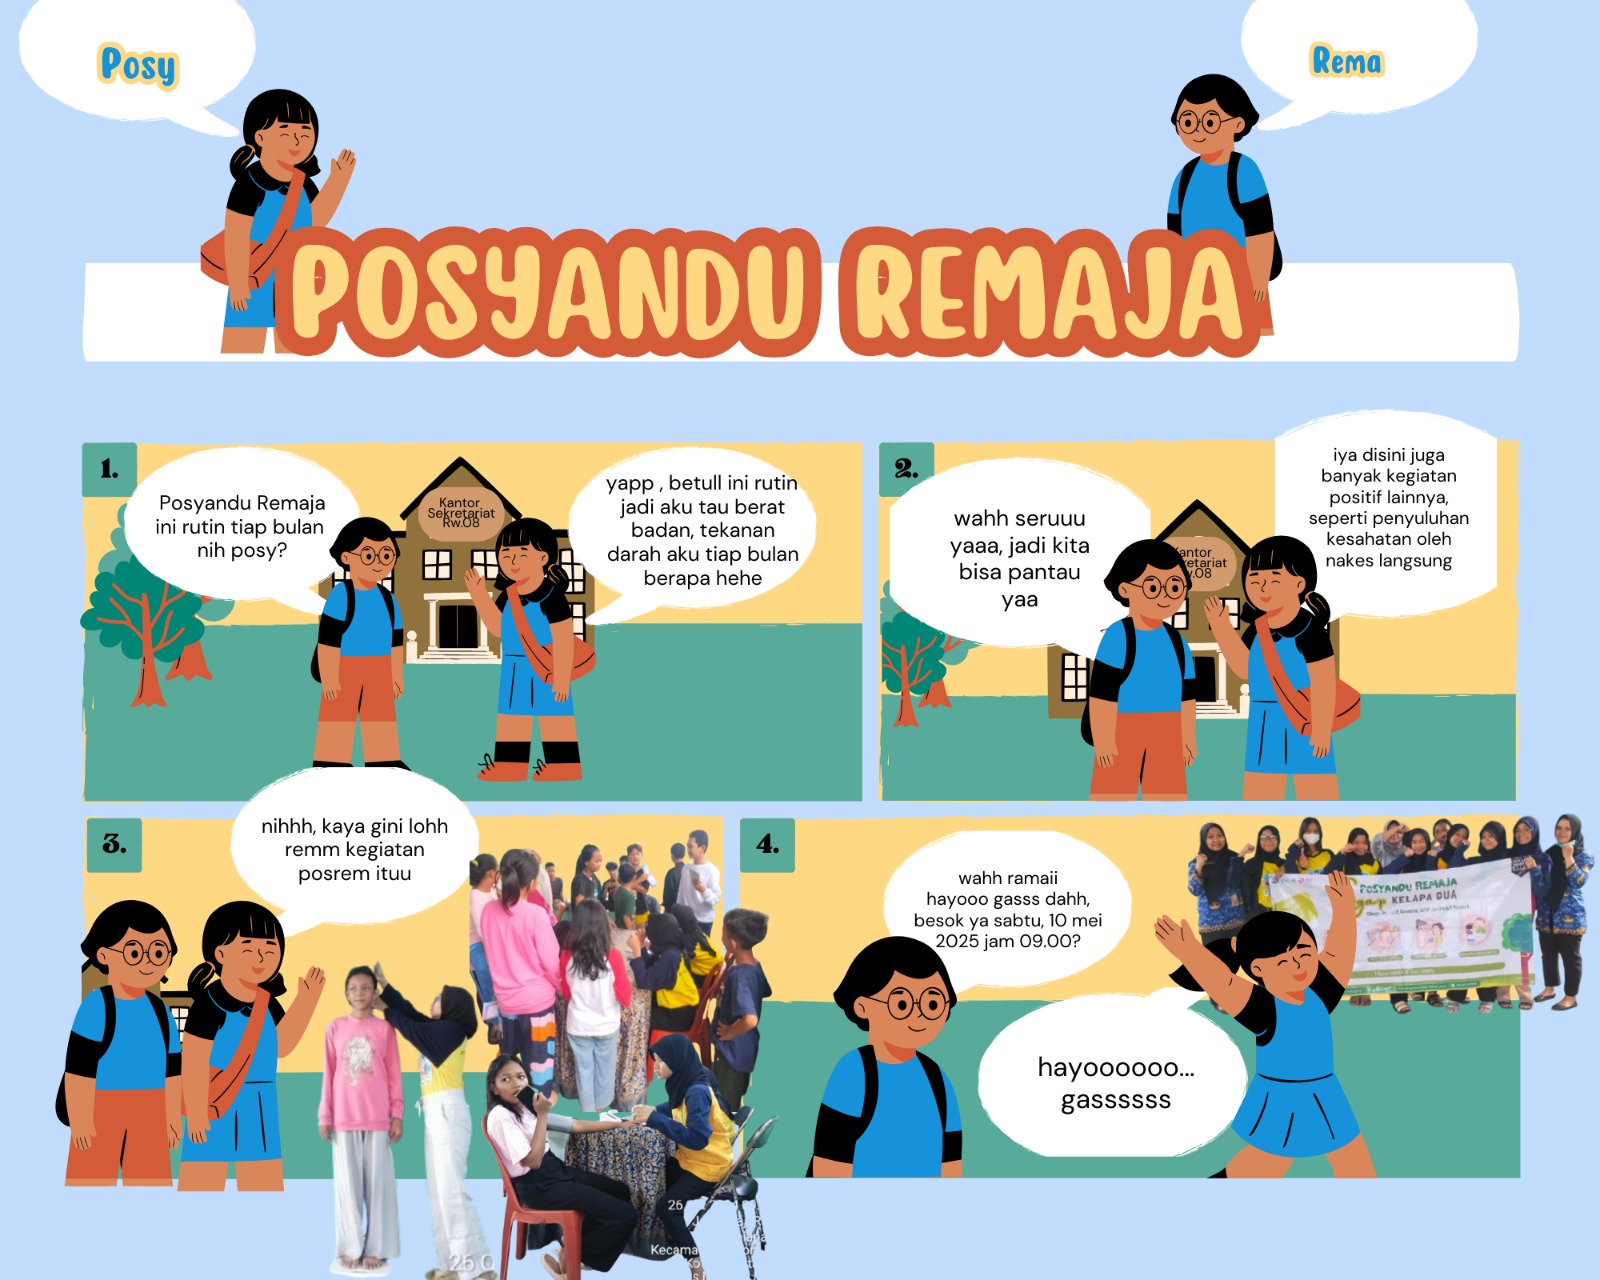 Posy
Rema
POSYANDU REMAJA
1.
Posyandu Remaja
ini rutin tiap bulan
nih posy?
Kantor
Sekretariat
Rw.08
yapp , betull ini rutin
jadi aku tau berat
badan, tekanan
darah aku tiap bulan
berapa hehe
2.
wahh seruuu
yaaa, jadi kita
bisa pantau
yaa
iya disini juga
banyak kegiatan
positif lainnya,
seperti penyuluhan
kesahatan oleh
nakes langsung
3.
nihhh, kaya gini lohh
remm kegiatan
posrem ituu
26 O
26
Kecama
4.
wahh ramaii
hayooo gasss dahh,
besok ya sabtu, 10 mei
2025 jam 09.00?
POSYANDU REMAJA
KELAPA DUA
hayoooooo...
gassssss